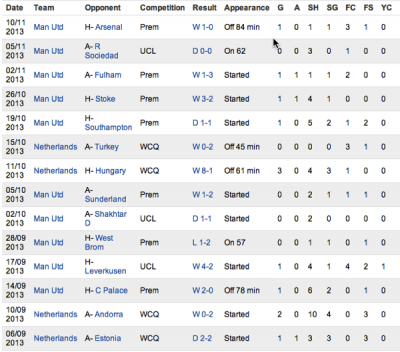 Date Team Opponent Competition Result Appearance G A SH SG FC FS YC
10/11 2013 Man Utd H- Arsenal Prem W 1-0 Off 84 min 1 0 1 1 3 1 0
05/11 2013 Man Utd A- R Sociedad UCL D 0-0 On 62 0 0 3 0 1 0 0
02/11 2013 Man Utd A- Fulham Prem W 1-3 Started 1 1 1 1 2 0 0
26/10 2013 Man Utd H- Stoke Prem W 3-2 Started 1 1 4 1 0 0 0
19/10 2013 Man Utd H- Southampton Prem D 1-1 Started 1 0 5 2 1 2 0
15/10 2013 Netherlands A- Turkey WCQ W 0-2 Off 45 min 0 0 0 0 3 1 0
11/10 2013 Netherlands H- Hungary WCQ W 8-1 Off 61 min 3 0 4 3 1 0 0
05/10 2013 Man Utd A- Sunderland Prem W 1-2 Started 0 0 2 1 1 1 0
02/10 2013 Man Utd A- Shakhtar D UCL D 1-1 Started 0 0 2 0 0 0 0
28/09 2013 Man Utd H- West Brom Prem L 1-2 On 57 0 0 1 1 0 1 0
17/09 2013 Man Utd H- Leverkusen UCL W 4-2 Started 1 0 4 1 4 2 1
14/09 2013 Man Utd H- C Palace Prem W 2-0 Off 78 min 1 0 6 2 0 1 0
10/09 2013 Netherlands A- Andorra WCQ W 0-2 Started 2 0 10 4 0 3 0
06/09 2013 Netherlands A- Estonia WCQ D 2-2 Started 1 1 3 3 0 3 0